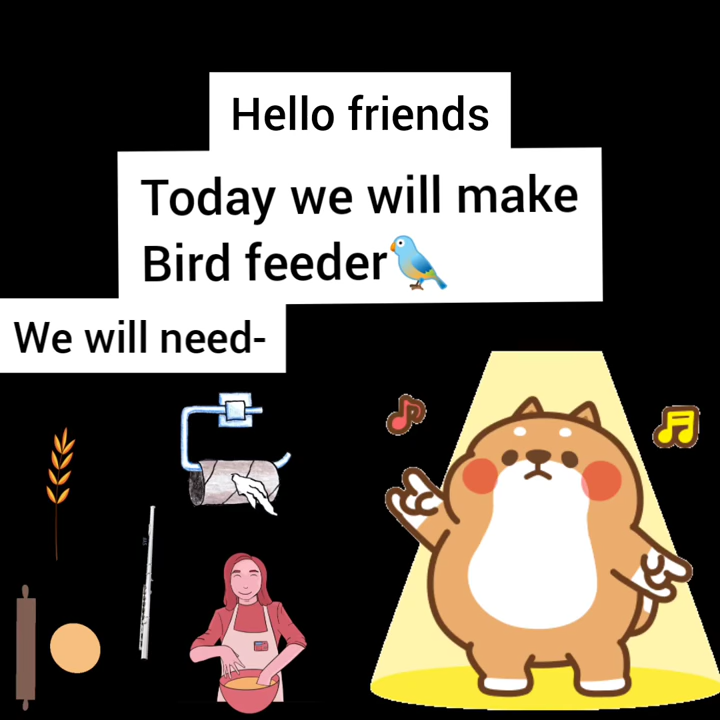 Hello friends
Today we will make
Bird feeder🐦
We will need-